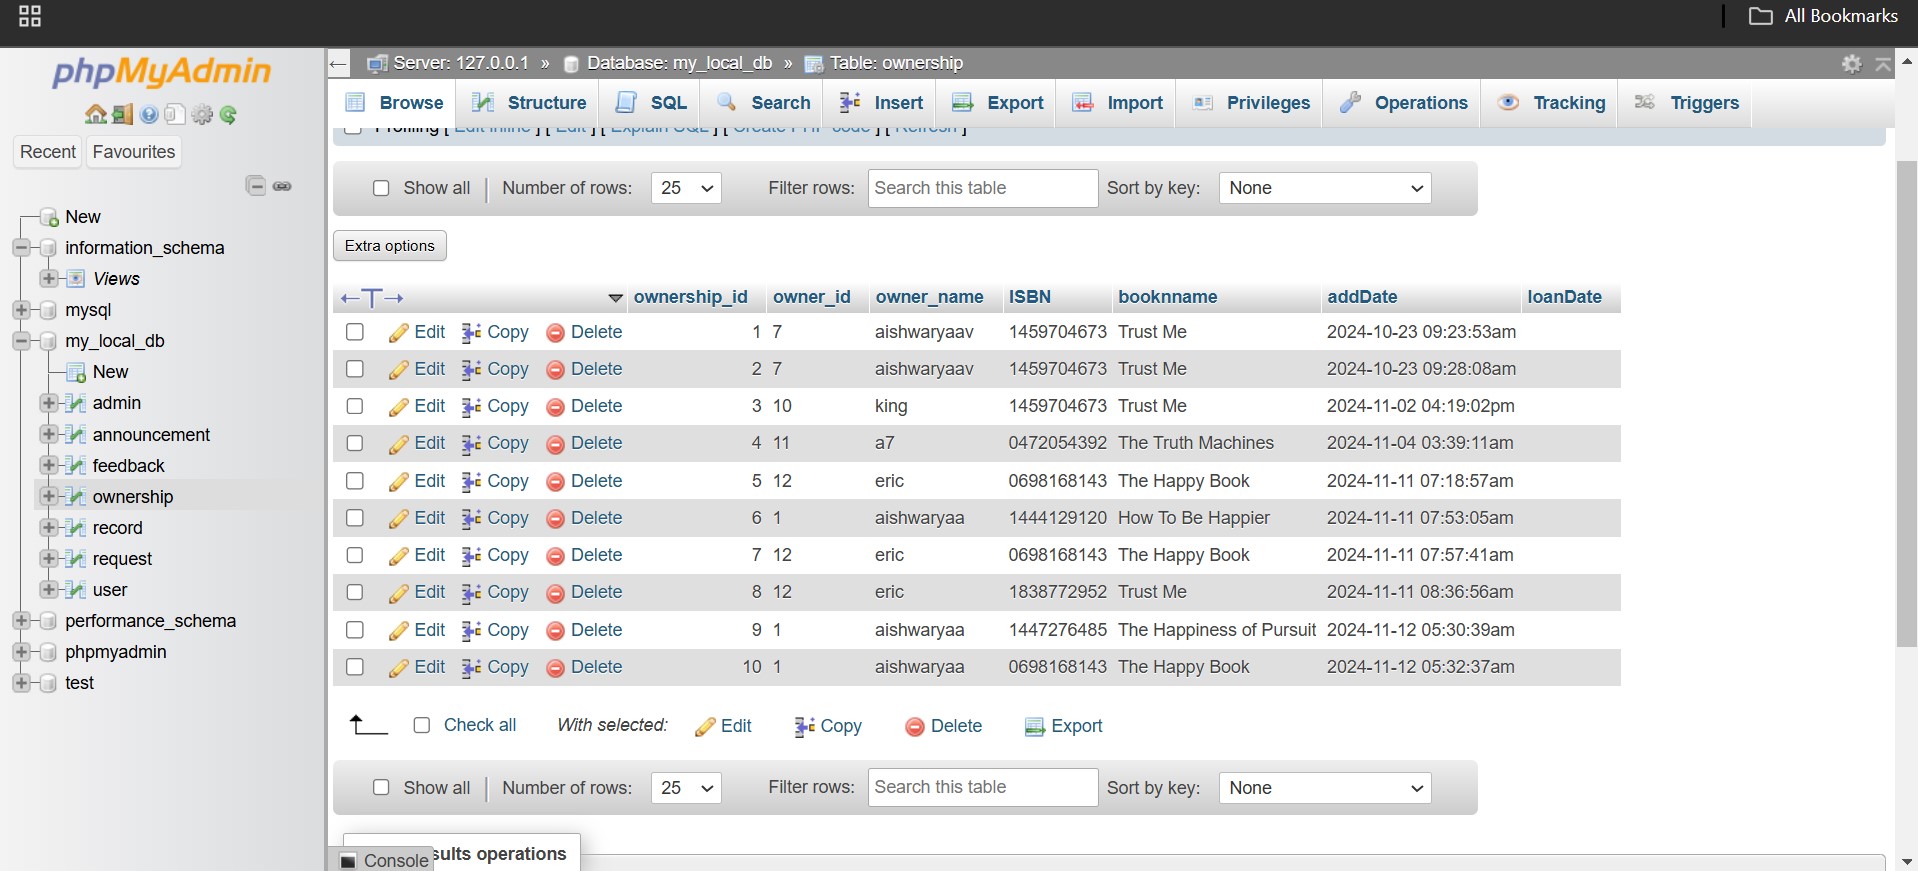 All Bookmarks
phpMyAdmin
Recent Favourites
New
information_schema
Views
mysql
my_local_db
New
admin
announcement
feedback
ownership
record
request
user
performance_schema
phpmyadmin
test
← Server: 127.0.0.1 » Database: my_local_db » Table: ownership
Browse Structure SQL Search Insert Export Import Privileges Operations Tracking Triggers
Profiling [ Edit inline ] [ Edit ] [ Explain SQL ] [ Create PHP code ] [ Refresh ]
Show all Number of rows: 25 Filter rows: Search this table Sort by key: None
Extra options
←T→ ownership_id owner_id owner_name ISBN booknname addDate loanDate
Edit Copy Delete 1 7 aishwaryaav 1459704673 Trust Me 2024-10-23 09:23:53am
Edit Copy Delete 2 7 aishwaryaav 1459704673 Trust Me 2024-10-23 09:28:08am
Edit Copy Delete 3 10 king 1459704673 Trust Me 2024-11-02 04:19:02pm
Edit Copy Delete 4 11 a7 0472054392 The Truth Machines 2024-11-04 03:39:11am
Edit Copy Delete 5 12 eric 0698168143 The Happy Book 2024-11-11 07:18:57am
Edit Copy Delete 6 1 aishwaryaa 1444129120 How To Be Happier 2024-11-11 07:53:05am
Edit Copy Delete 7 12 eric 0698168143 The Happy Book 2024-11-11 07:57:41am
Edit Copy Delete 8 12 eric 1838772952 Trust Me 2024-11-11 08:36:56am
Edit Copy Delete 9 1 aishwaryaa 1447276485 The Happiness of Pursuit 2024-11-12 05:30:39am
Edit Copy Delete 10 1 aishwaryaa 0698168143 The Happy Book 2024-11-12 05:32:37am
Check all With selected: Edit Copy Delete Export
Show all Number of rows: 25 Filter rows: Search this table Sort by key: None
Console sults operations